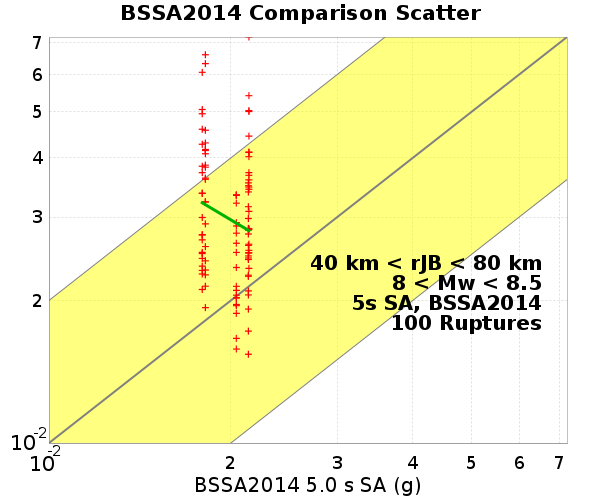 BSSA2014 Comparison Scatter
7
6
5
4
3
2
10-2
40 km < rJB < 80 km
8 < Mw < 8.5
5s SA, BSSA2014
100 Ruptures
10-2 2 3 4 5 6 7
BSSA2014 5.0 s SA (g)